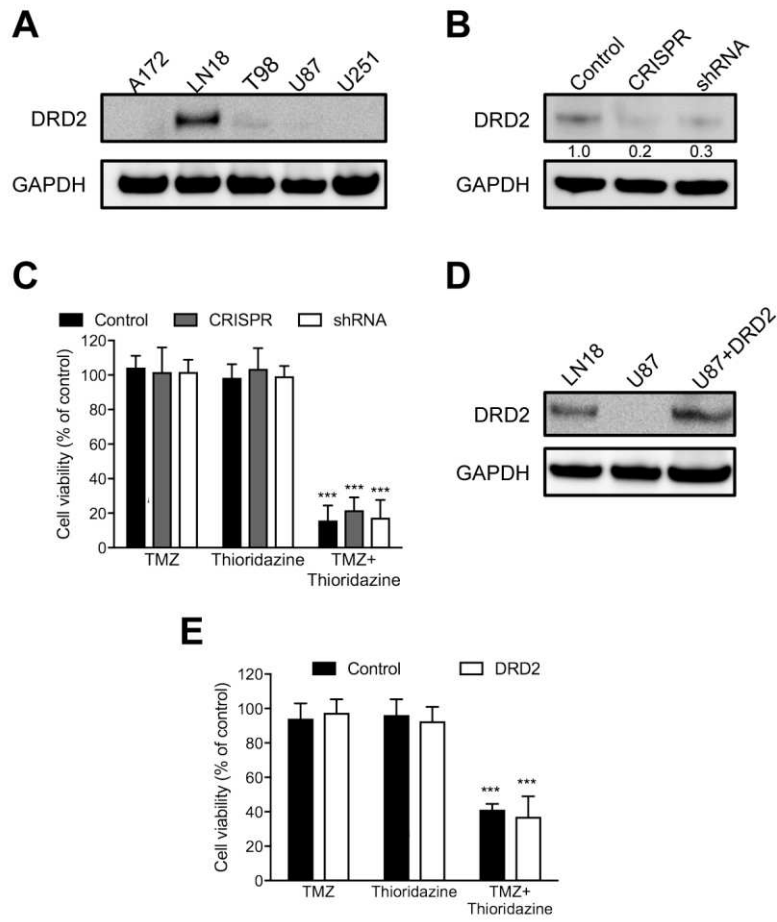 A
A172 LN18 T98 U87 U251
DRD2
GAPDH
B
Control CRISPR shRNA
DRD2
1.0 0.2 0.3
GAPDH
C
Control CRISPR shRNA
Cell viability (% of control)
120
100
80
60
40
20
0
*** *** ***
TMZ Thioridazine TMZ+
Thioridazine
D
LN18 U87 U87+DRD2
DRD2
GAPDH
E
Control DRD2
Cell viability (% of control)
120
100
80
60
40
20
0
*** ***
TMZ Thioridazine TMZ+
Thioridazine